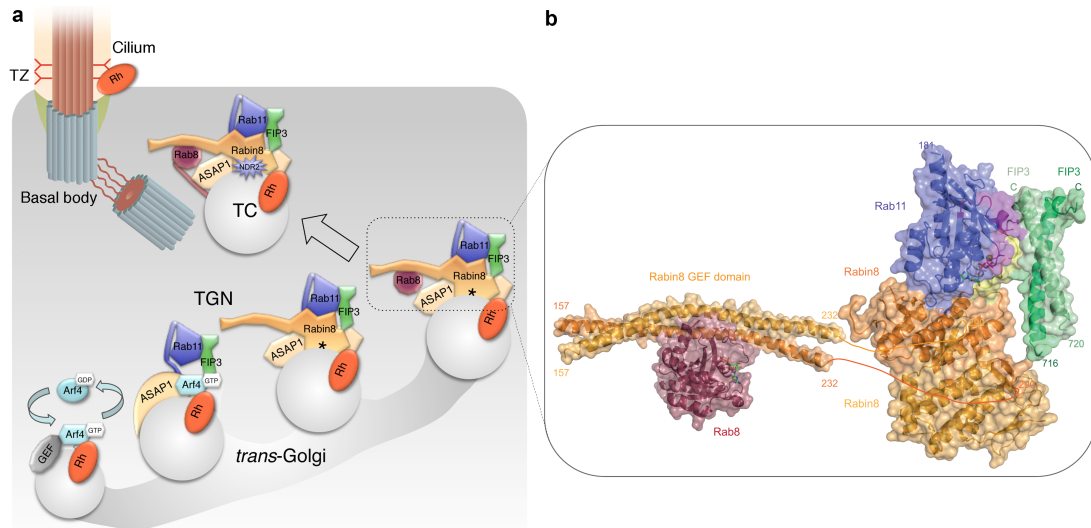 a
Cilium
TZ
Rh
Rab11
FIP3
Rabin8
Rab8
ASAP1
NDR2
Rh
TC
Basal body
Rab11
FIP3
Rabin8
Rab8
ASAP1
*
Rh
TGN
Rab11
FIP3
Rabin8
*
ASAP1
Rh
Rab11
FIP3
ASAP1
Arf4
GTP
Rh
GDP
Arf4
GTP
Arf4
GEF
Rh
trans-Golgi
b
181
FIP3
C
FIP3
C
Rab11
Rabin8
Rabin8 GEF domain
157
232
157
232
720
716
Rabin8
Rab8